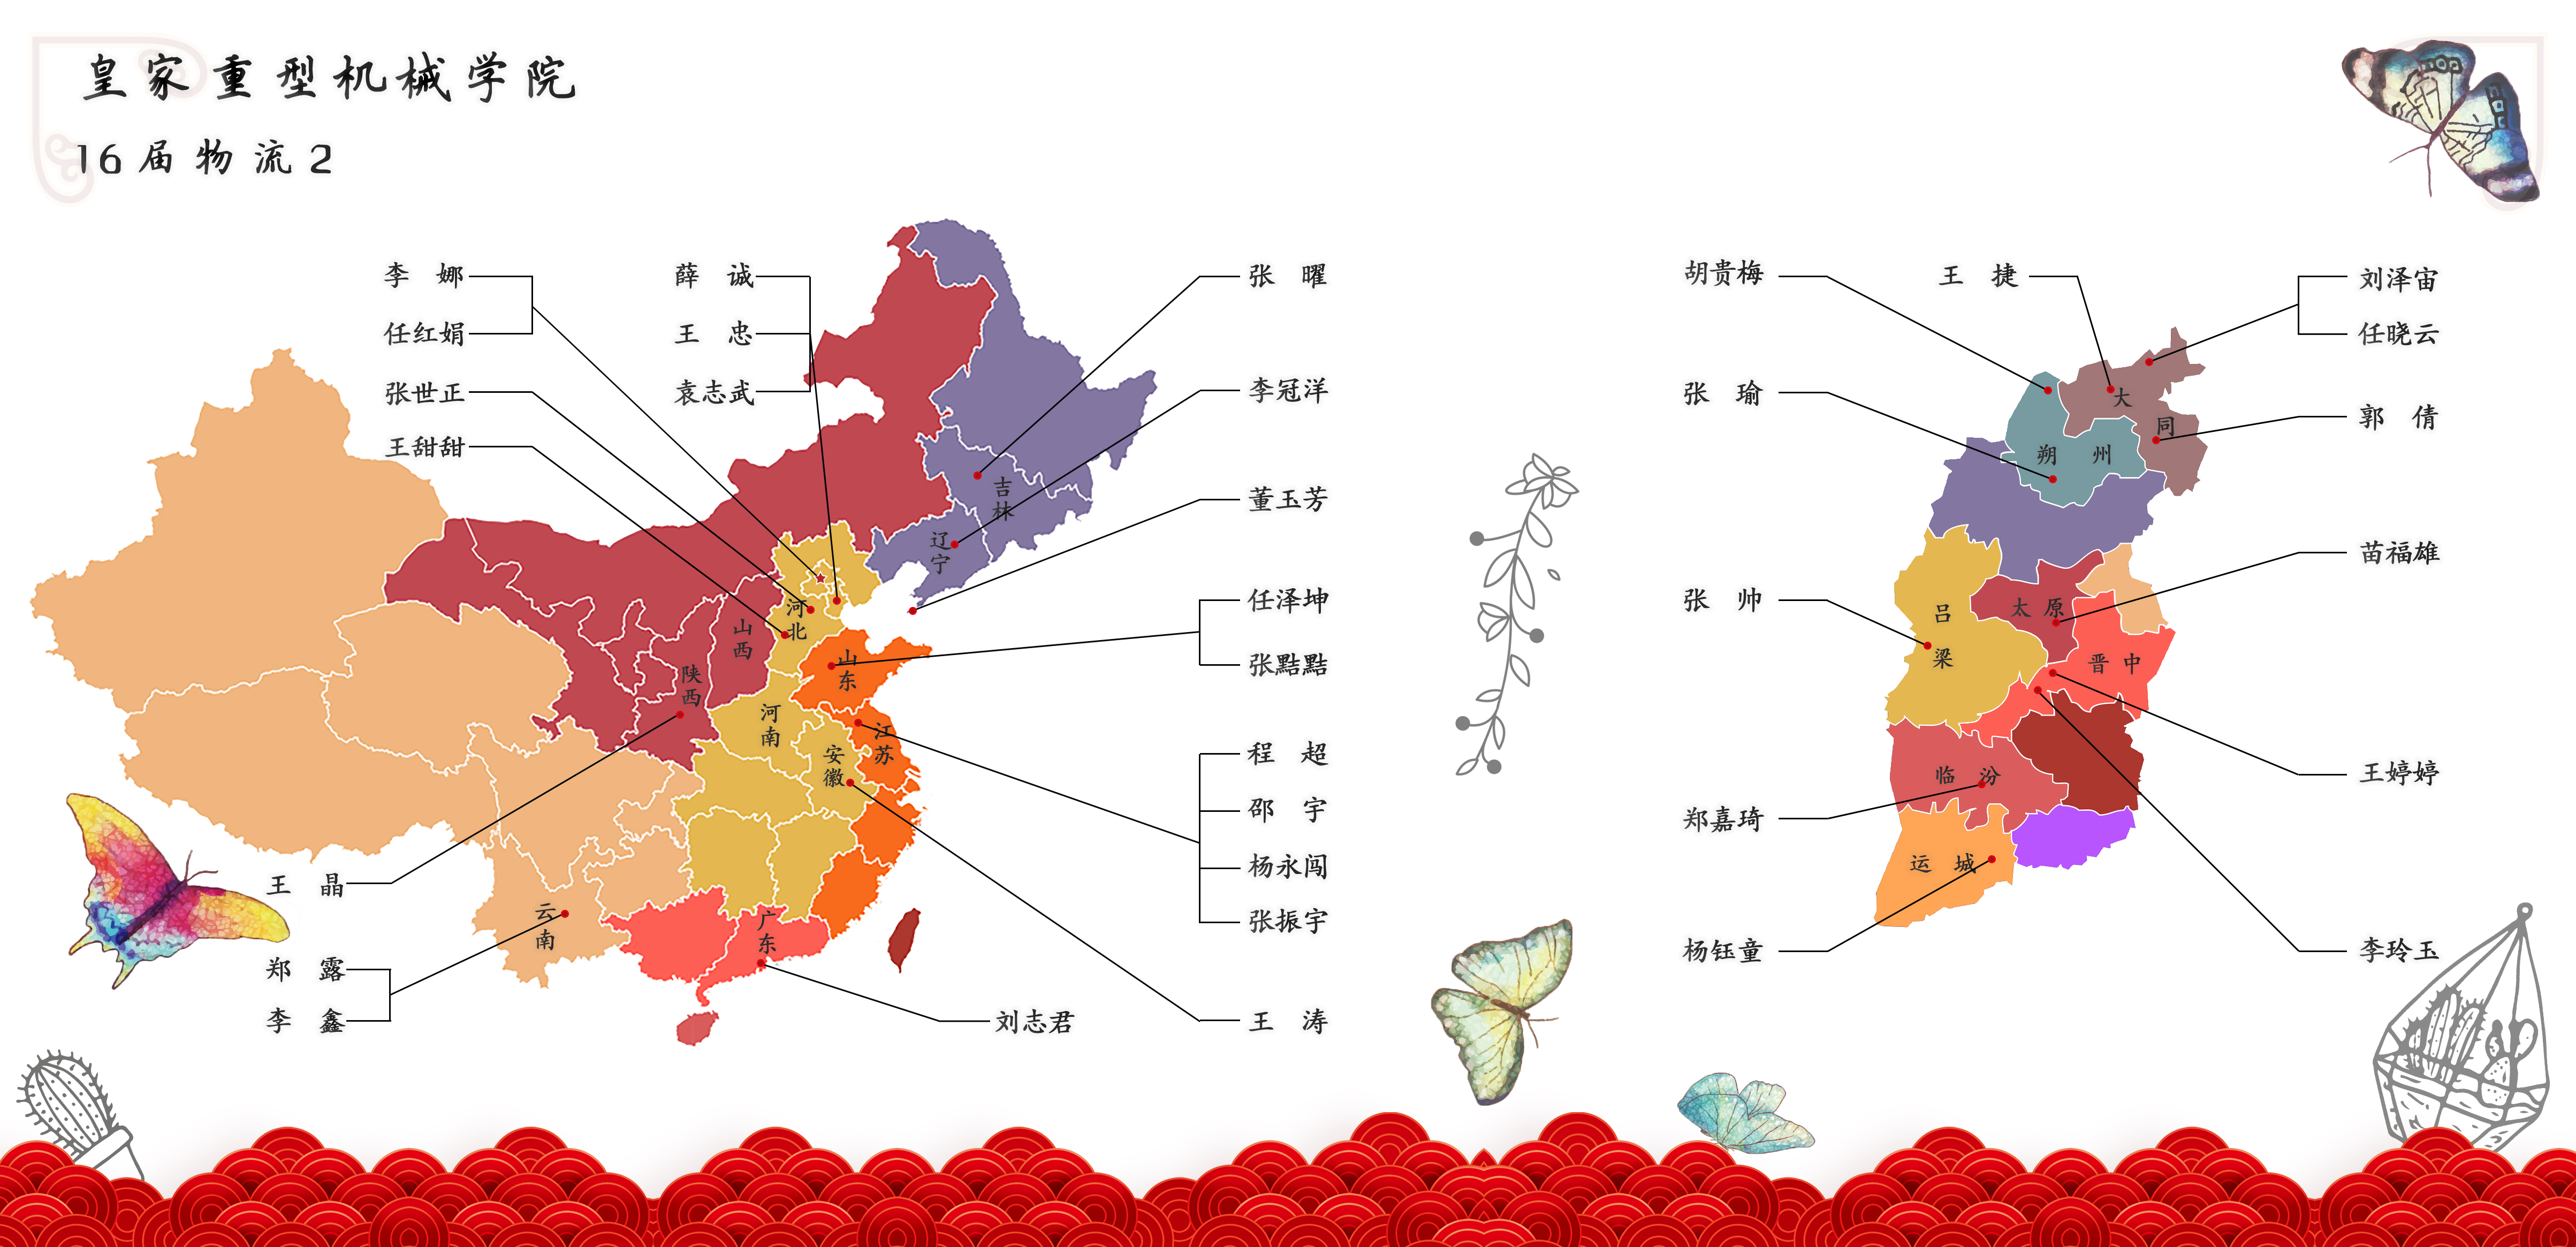 皇家重型机械学院
16届物流2
李 娜
任红娟
张世正
王甜甜
薛 诚
王 忠
袁志武
张 曜
李冠洋
董玉芳
任泽坤
张黠黠
程 超
邵 宇
杨永闯
张振宇
王 涛
刘志君
王 晶
郑 露
李 鑫
吉林
辽宁
河北
山西
陕西
山东
河南
江苏
安徽
云南
广东
胡贵梅
王 捷
刘泽宙
任晓云
张 瑜
郭 倩
苗福雄
张 帅
王婷婷
郑嘉琦
杨钰童
李玲玉
大同
朔州
吕梁
太原
晋中
临汾
运城